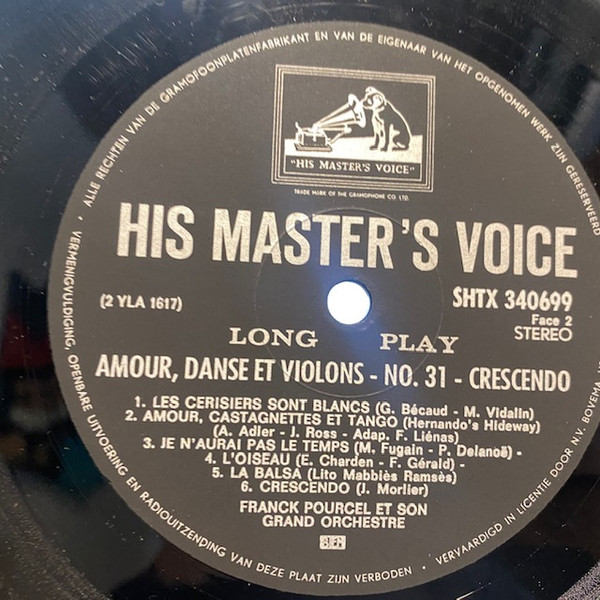 ALLE RECHTEN VAN DE GRAMOFOONPLATENFABRIKANT EN VAN DE EIGENAAR VAN HET OPGENOMEN WERK ZIJN GERESERVEERD
"HIS MASTER'S VOICE"
TRADE MARK OF THE GRAMOPHONE CO. LTD.
HIS MASTER'S VOICE
(2 YLA 1617)
SHTX 340699
Face 2
STEREO
LONG PLAY
AMOUR, DANSE ET VIOLONS - NO. 31 - CRESCENDO
1. LES CERISIERS SONT BLANCS (G. Bécaud - M. Vidalin)
2. AMOUR, CASTAGNETTES ET TANGO (Hernando's Hideway)
(A. Adler - J. Ross - Adap. F. Liénas)
3. JE N'AURAI PAS LE TEMPS (M. Fugain - P. Delanoë) -
4. L'OISEAU (E. Charden - F. Gérald) -
5. LA BALSA (Lito Mabbiès Ramsès)
6. CRESCENDO (J. Morlier)
FRANCK POURCEL ET SON
GRAND ORCHESTRE
VERMENIGVULDIGING, OPENBARE UITVOERING EN RADIOUITZENDING VAN DEZE PLAAT ZIJN VERBODEN · VERVAARDIGD IN LICENTIE DOOR N.V. BOVEMA